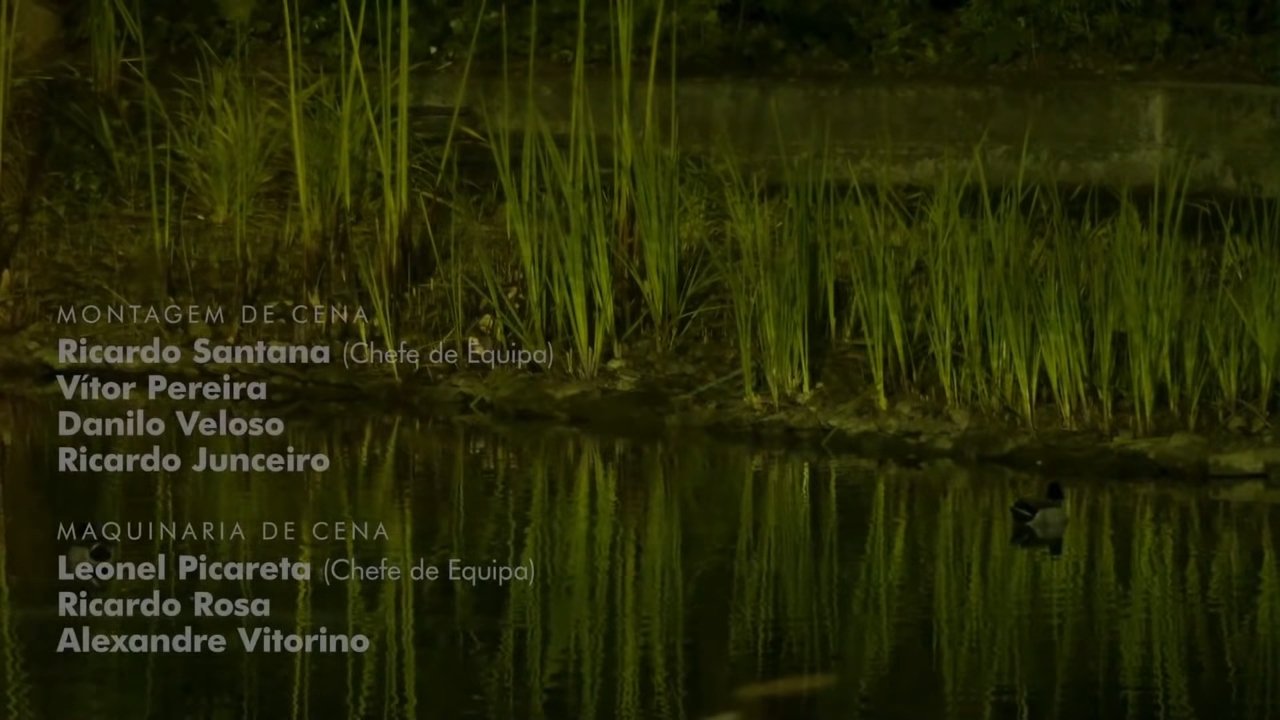 MONTAGEM DE CENA
Ricardo Santana (Chefe de Equipa)
Vítor Pereira
Danilo Veloso
Ricardo Junceiro
MAQUINARIA DE CENA
Leonel Picareta (Chefe de Equipa)
Ricardo Rosa
Alexandre Vitorino